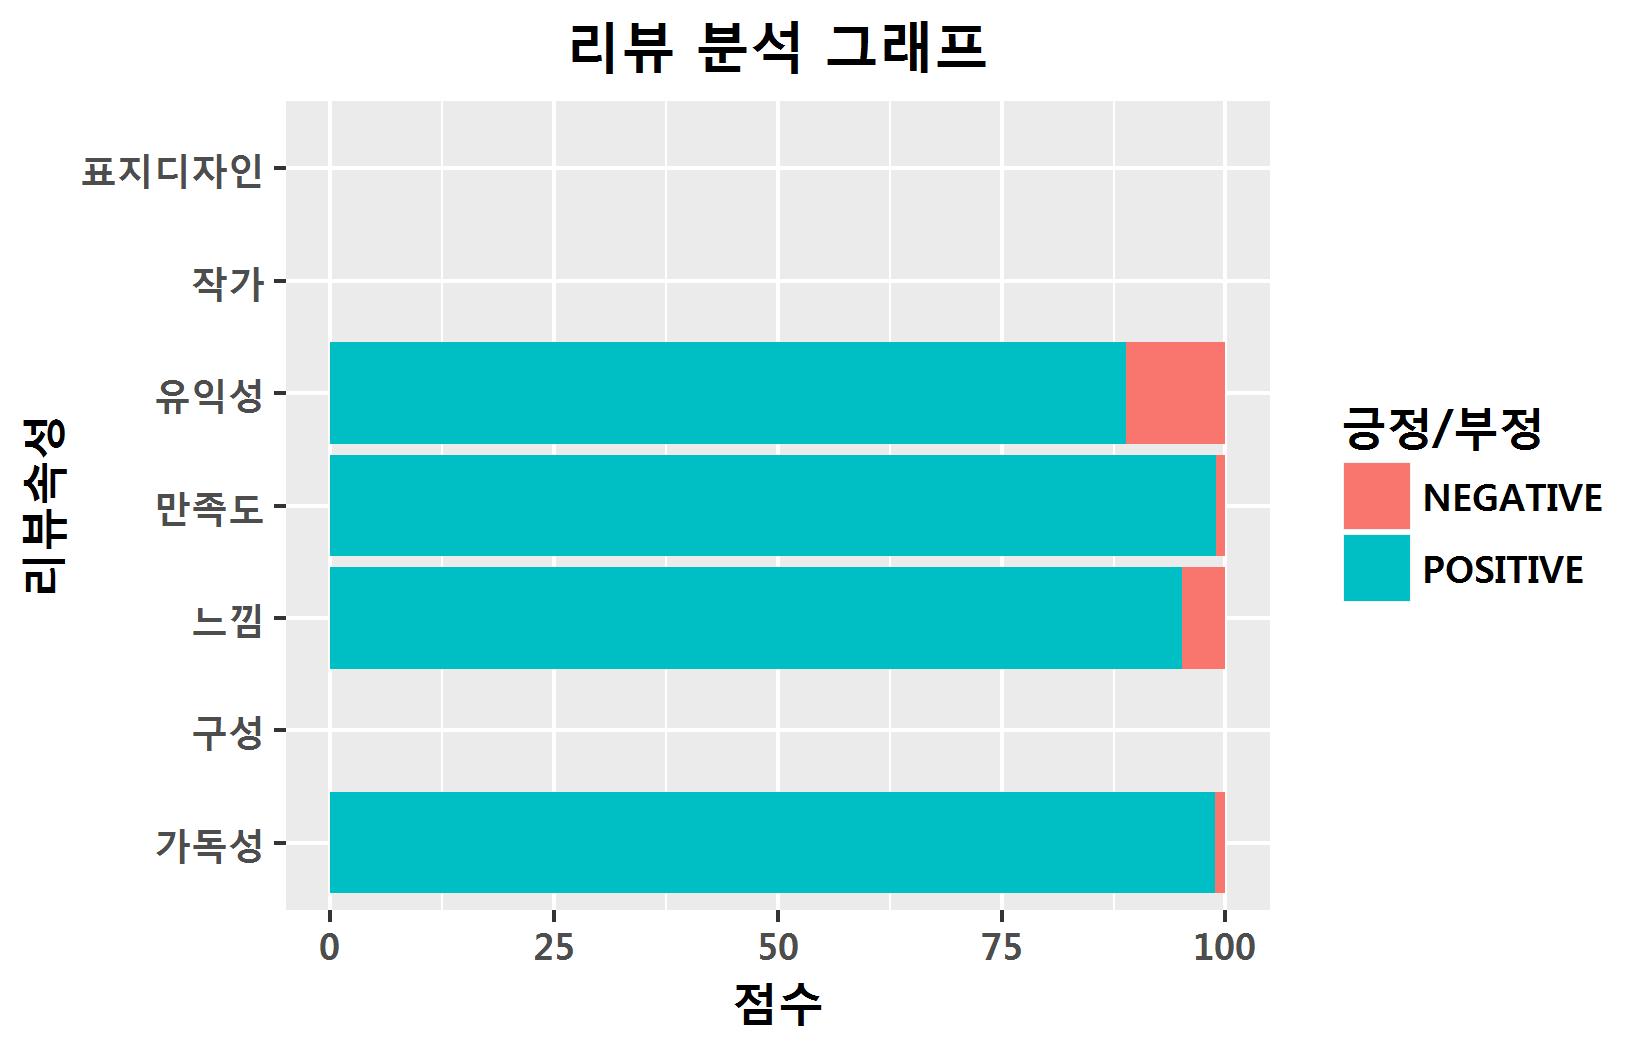 리뷰 분석 그래프
표지디자인
작가
유익성
만족도
느낌
구성
가독성
리뷰속성
0 25 50 75 100
점수
긍정/부정
NEGATIVE
POSITIVE